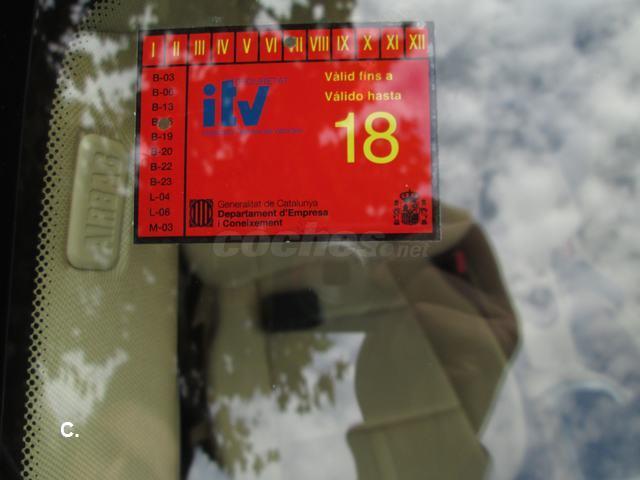 I II III IV V VI VII VIII IX X XI XII
B-03
B-06
B-13
B-19
B-20
B-22
B-23
L-04
L-06
M-03
itv
Vàlid fins a
Válido hasta
18
Generalitat de Catalunya
Departament d'Empresa
i Coneixement
AIRBAG
coches.net
C.